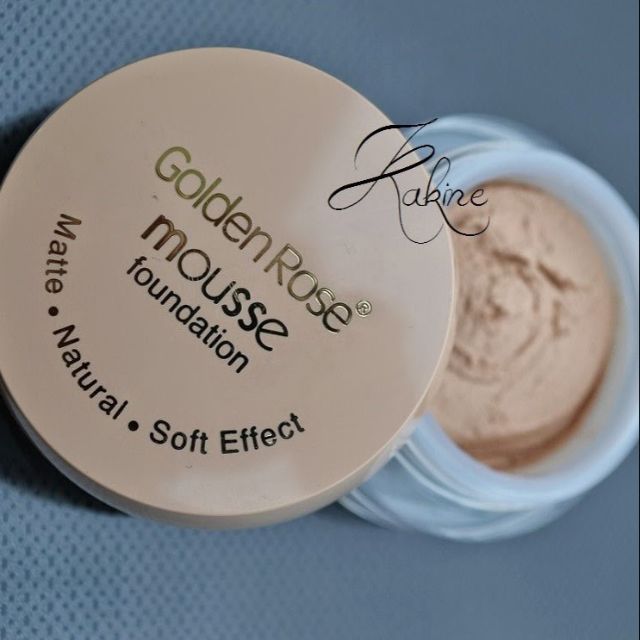 Golden Rose®
mousse
foundation
Matte • Natural • Soft Effect
Rakine